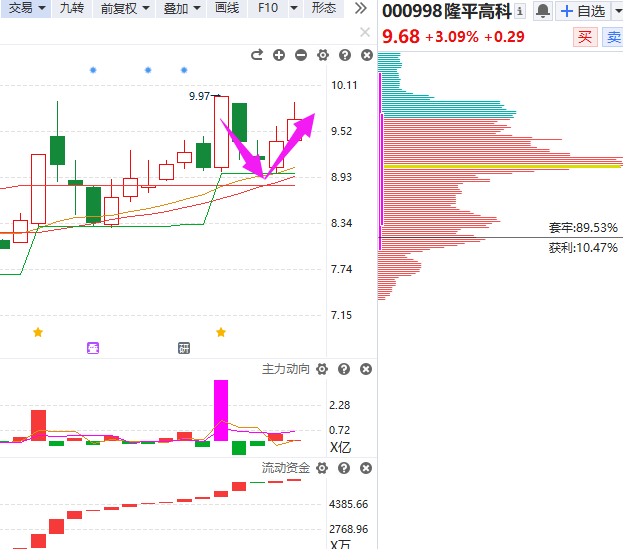 交易 九转 前复权 叠加 画线 F10 形态
000998 隆平高科 自选
9.68 +3.09% +0.29 买 卖
10.11
9.97
9.52
8.93
8.34
7.74
7.15
套牢:89.53%
获利:10.47%
研
主力动向
2.28
0.72
X亿
流动资金
4385.66
2768.96
X万